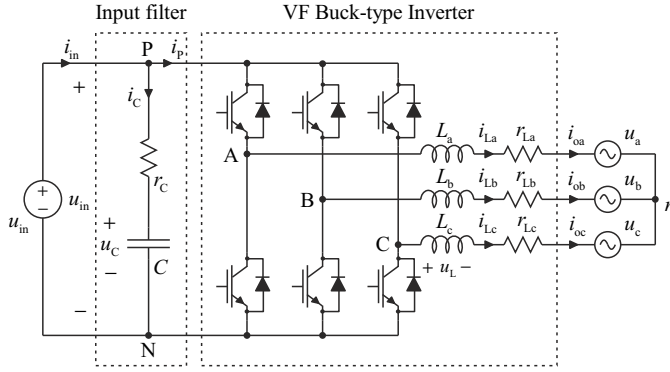 Input filter
VF Buck-type Inverter
i_in P i_P
+
i_C
L_a i_La r_La i_oa u_a
A
r_C
L_b i_Lb r_Lb i_ob u_b
B
n
+
−
u_in u_in
+
u_C
−
C
L_c i_Lc r_Lc i_oc u_c
C
+ u_L −
−
N